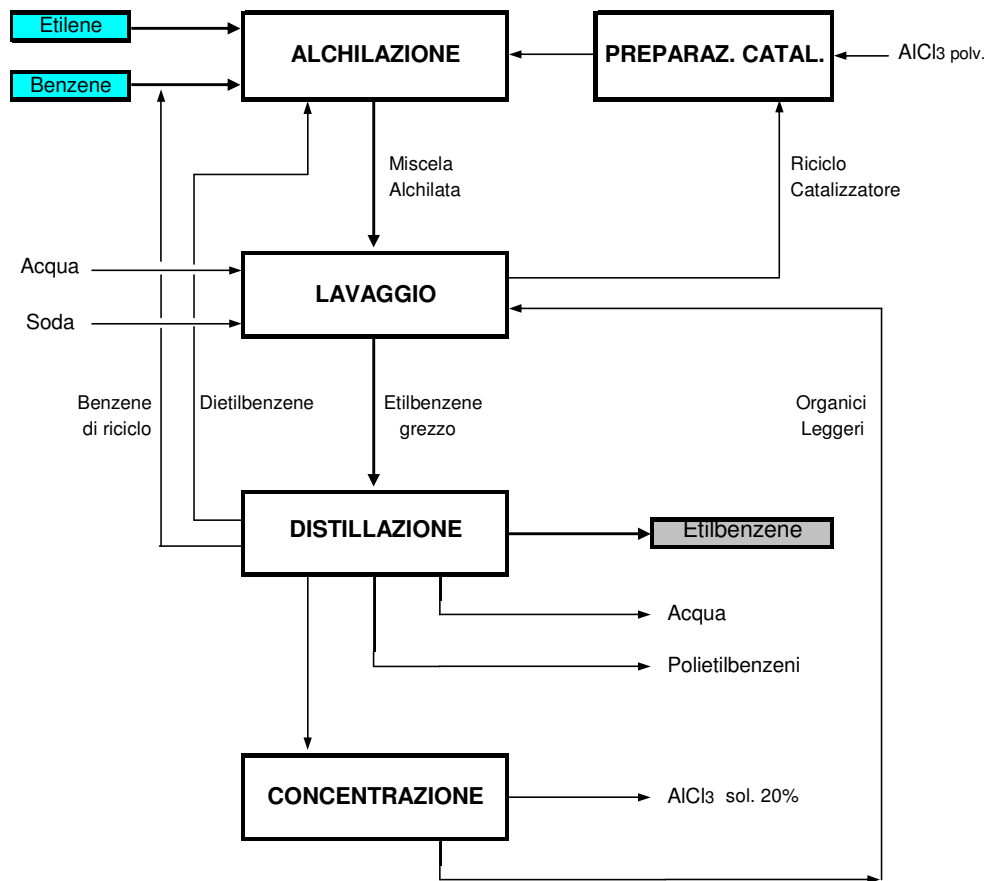 Etilene
ALCHILAZIONE
PREPARAZ. CATAL.
AlCl3 polv.
Benzene
Miscela
Alchilata
Riciclo
Catalizzatore
Acqua
LAVAGGIO
Soda
Benzene
di riciclo
Dietilbenzene
Etilbenzene
grezzo
Organici
Leggeri
DISTILLAZIONE
Etilbenzene
Acqua
Polietilbenzeni
CONCENTRAZIONE
AlCl3 sol. 20%